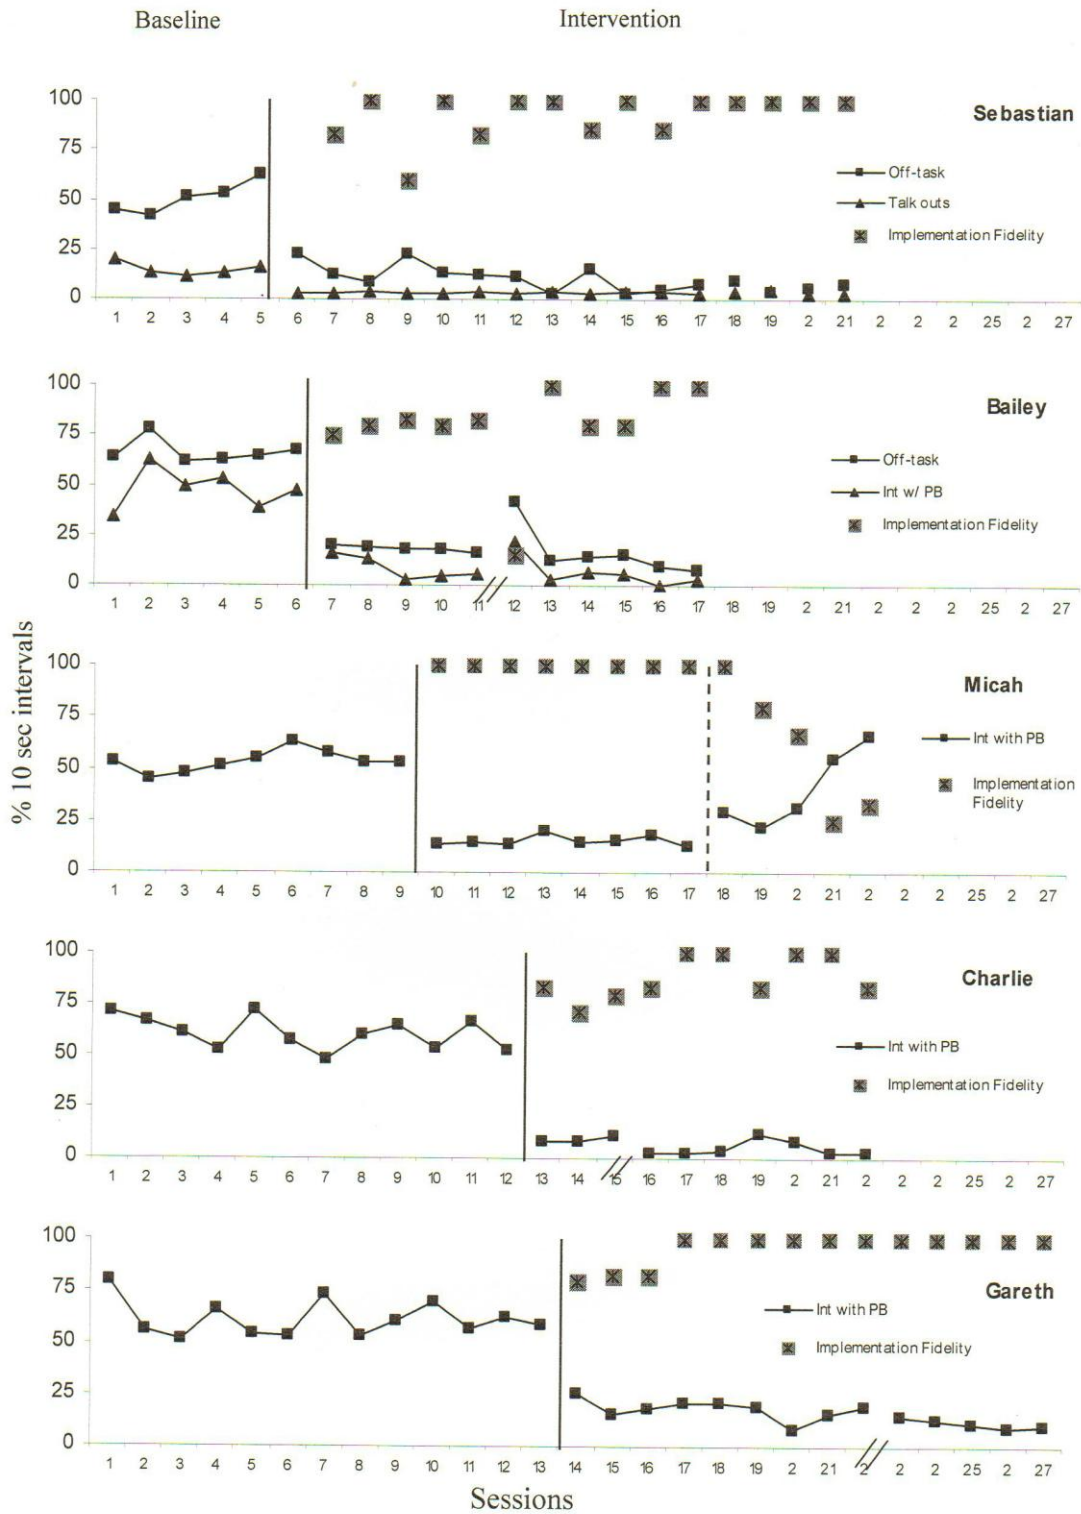 Baseline Intervention
100
75
50
25
0
Sebastian
Off-task
Talk outs
Implementation Fidelity
1 2 3 4 5 6 7 8 9 10 11 12 13 14 15 16 17 18 19 2 21 2 2 2 25 2 27
100
75
50
25
0
Bailey
Off-task
Int w/ PB
Implementation Fidelity
1 2 3 4 5 6 7 8 9 10 11 12 13 14 15 16 17 18 19 2 21 2 2 2 25 2 27
% 10 sec intervals
100
75
50
25
0
Micah
Int with PB
Implementation
Fidelity
1 2 3 4 5 6 7 8 9 10 11 12 13 14 15 16 17 18 19 2 21 2 2 2 25 2 27
100
75
50
25
0
Charlie
Int with PB
Implementation Fidelity
1 2 3 4 5 6 7 8 9 10 11 12 13 14 15 16 17 18 19 2 21 2 2 2 25 2 27
100
75
50
25
0
Gareth
Int with PB
Implementation Fidelity
1 2 3 4 5 6 7 8 9 10 11 12 13 14 15 16 17 18 19 2 21 2 2 2 25 2 27
Sessions